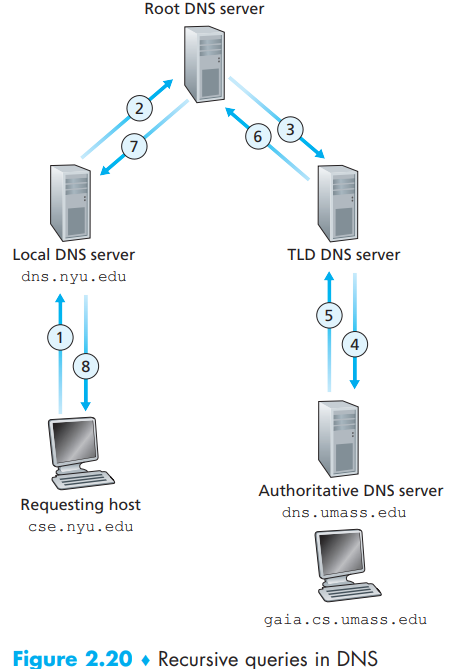 Root DNS server
2
7
6
3
Local DNS server
dns.nyu.edu
TLD DNS server
1
8
5
4
Requesting host
cse.nyu.edu
Authoritative DNS server
dns.umass.edu
gaia.cs.umass.edu
Figure 2.20 ♦ Recursive queries in DNS